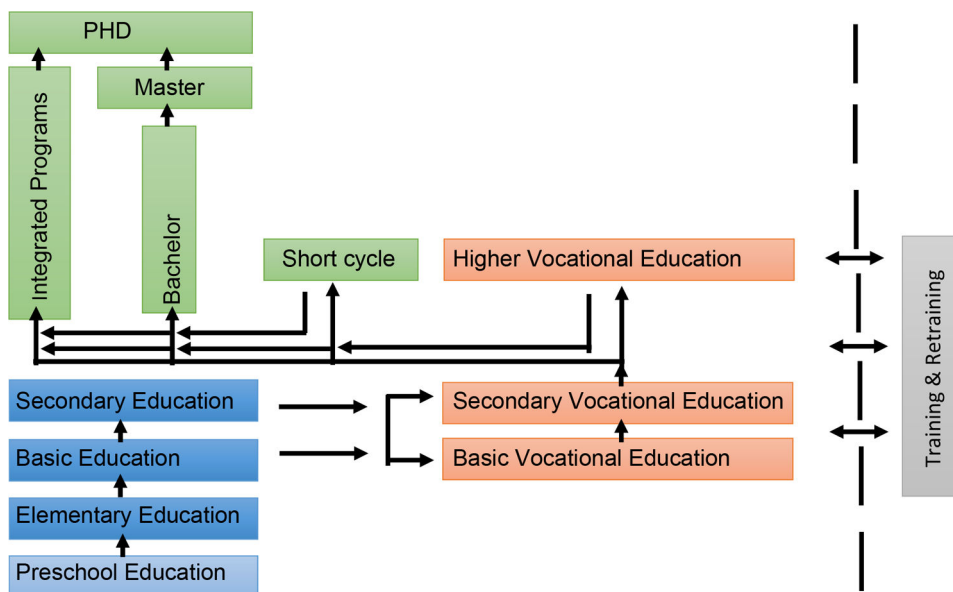 PHD
Master
Integrated Programs
Bachelor
Short cycle
Higher Vocational Education
Secondary Education
Secondary Vocational Education
Basic Education
Basic Vocational Education
Elementary Education
Preschool Education
Training & Retraining